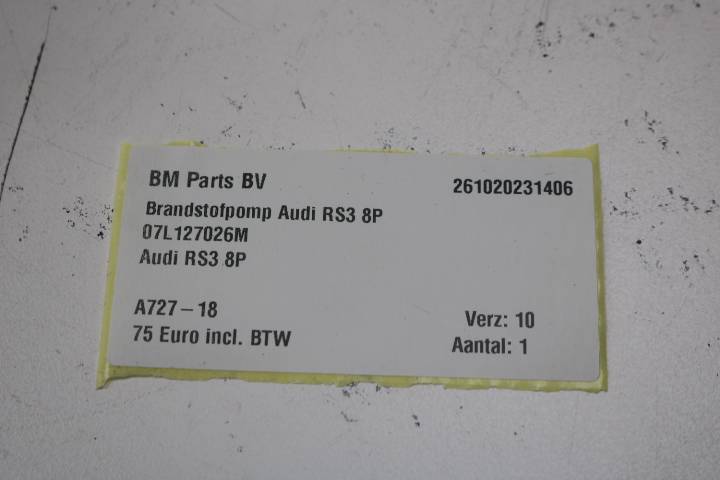 BM Parts BV 261020231406
Brandstofpomp Audi RS3 8P
07L127026M
Audi RS3 8P
A727-18
Verz: 10
75 Euro incl. BTW
Aantal: 1